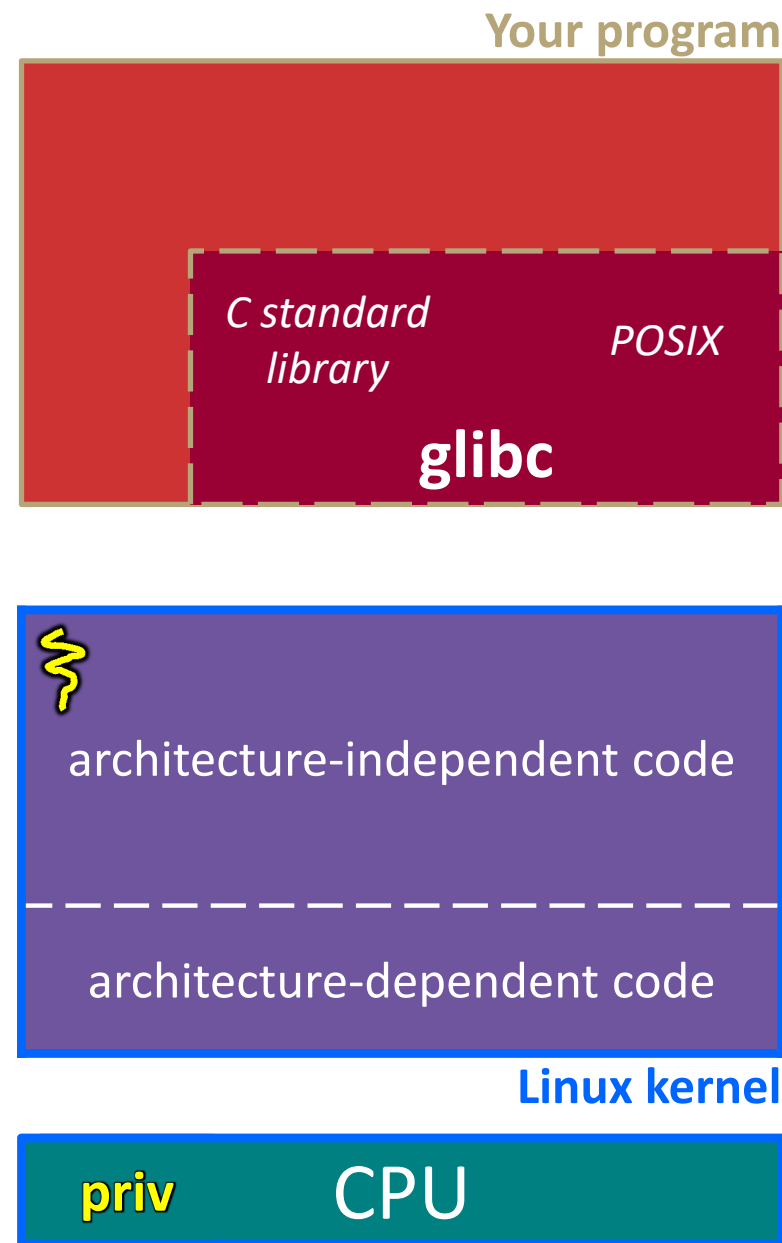 Your program
C standard
library
POSIX
glibc
architecture-independent code
architecture-dependent code
Linux kernel
priv
CPU